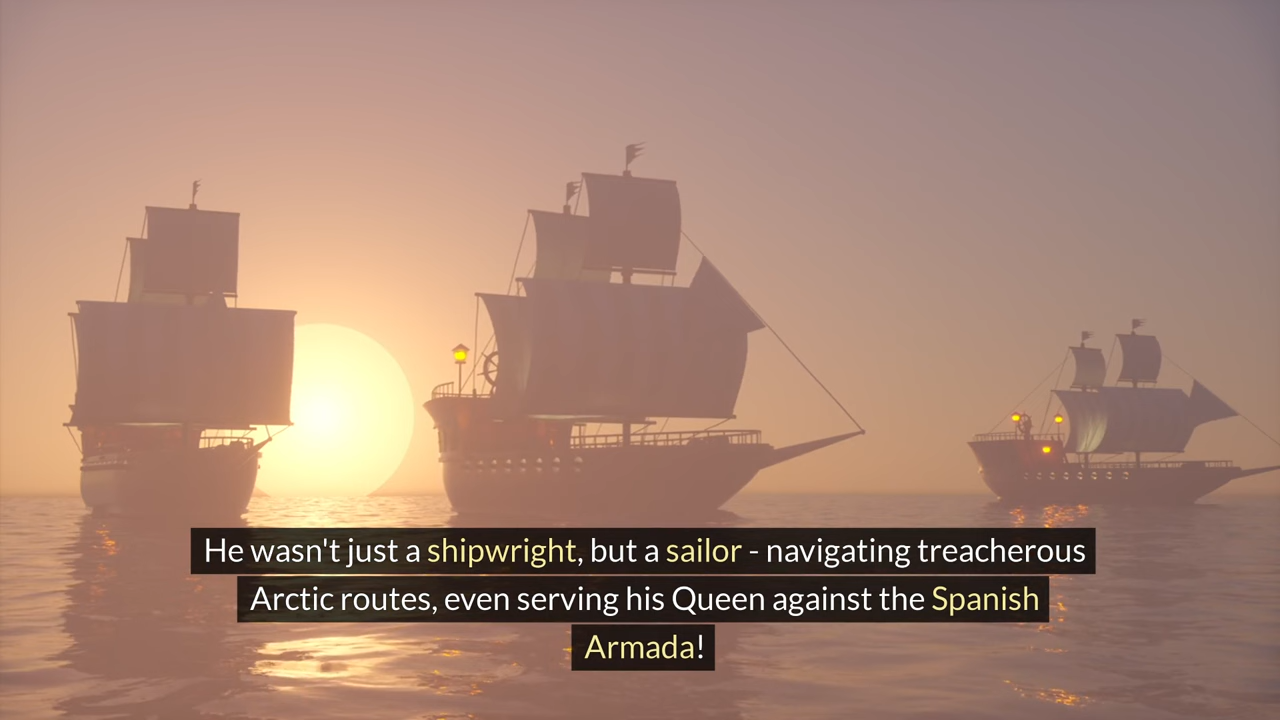 He wasn't just a shipwright, but a sailor - navigating treacherous
Arctic routes, even serving his Queen against the Spanish
Armada!